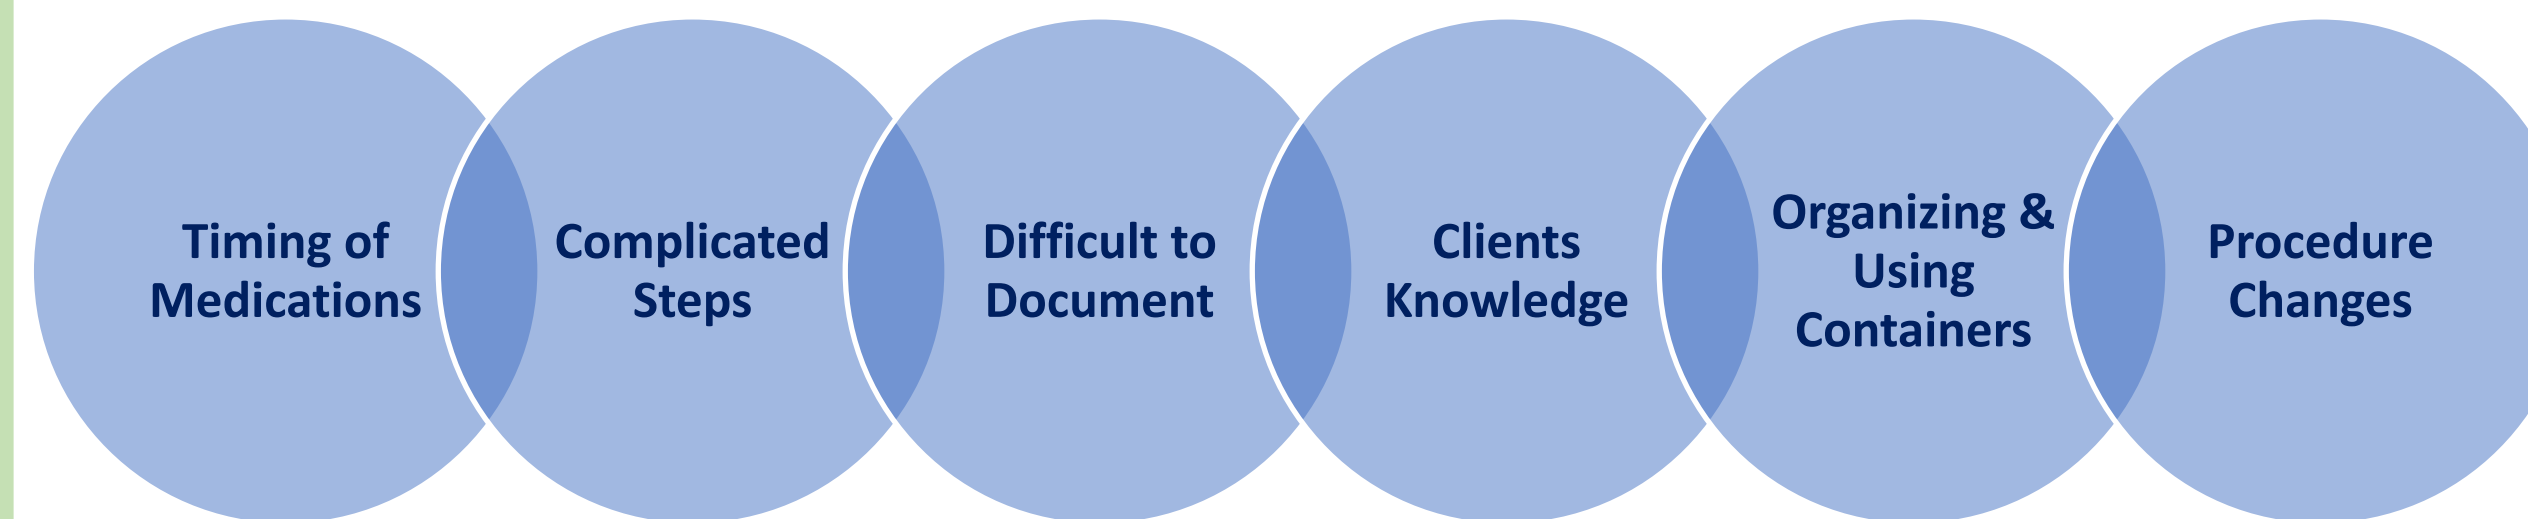 Timing of
Medications
Complicated
Steps
Difficult to
Document
Clients
Knowledge
Organizing &
Using
Containers
Procedure
Changes